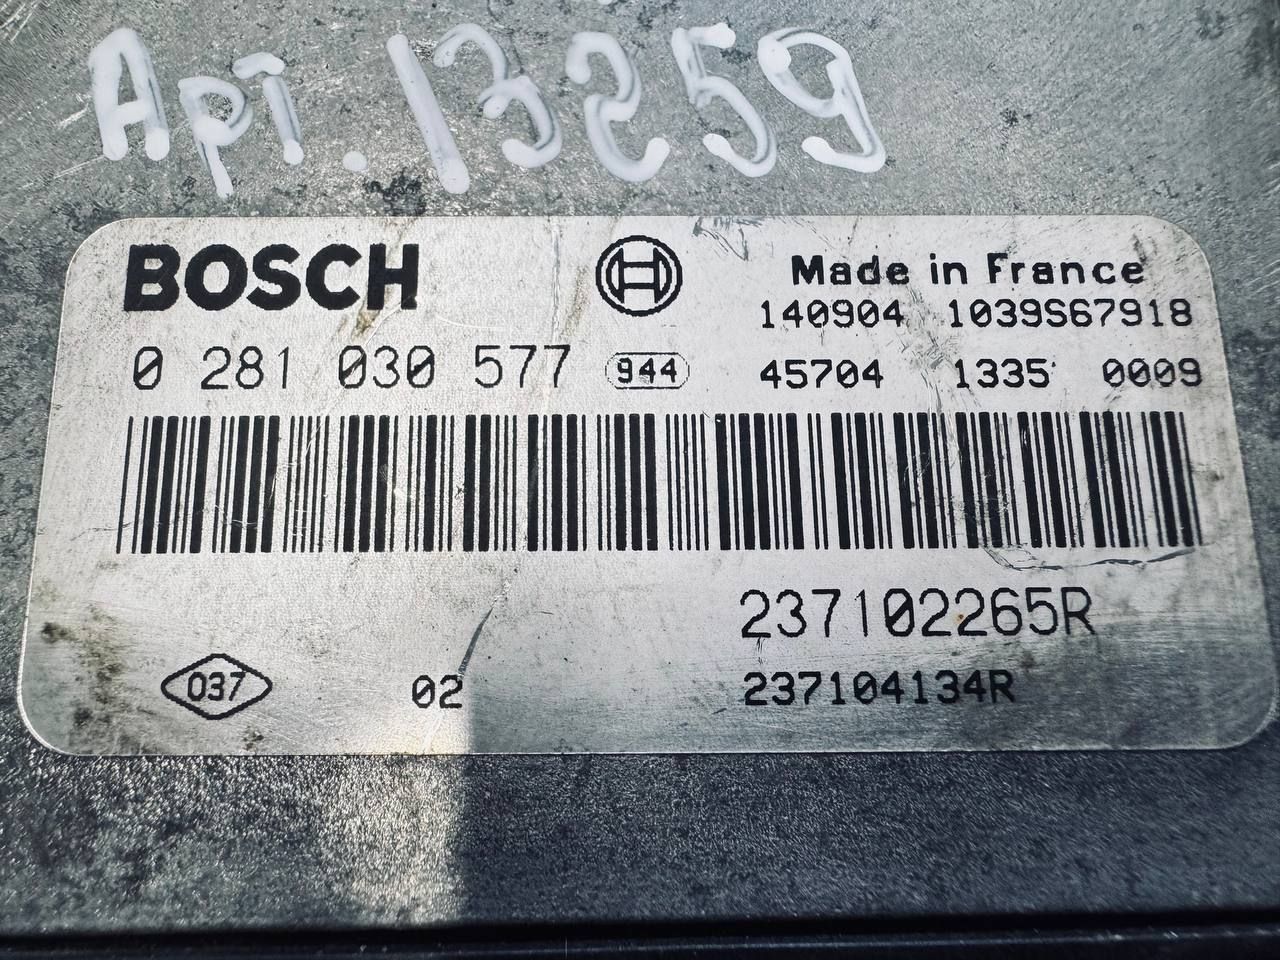 Арт. 13259
BOSCH
Made in France
140904 1039S67918
0 281 030 577 944
45704 1335 0009
237102265R
037 02 237104134R